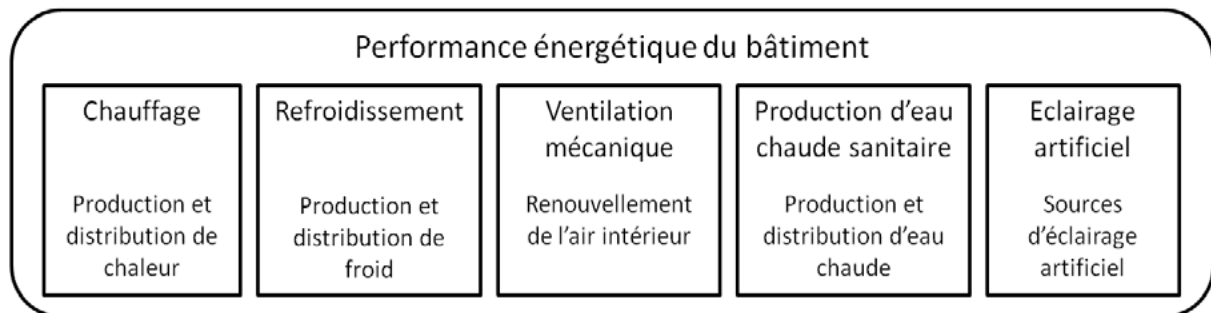 Performance énergétique du bâtiment
Chauffage
Production et
distribution de
chaleur
Refroidissement
Production et
distribution de
froid
Ventilation
mécanique
Renouvellement
de l'air intérieur
Production d'eau
chaude sanitaire
Production et
distribution d'eau
chaude
Eclairage
artificiel
Sources
d'éclairage
artificiel